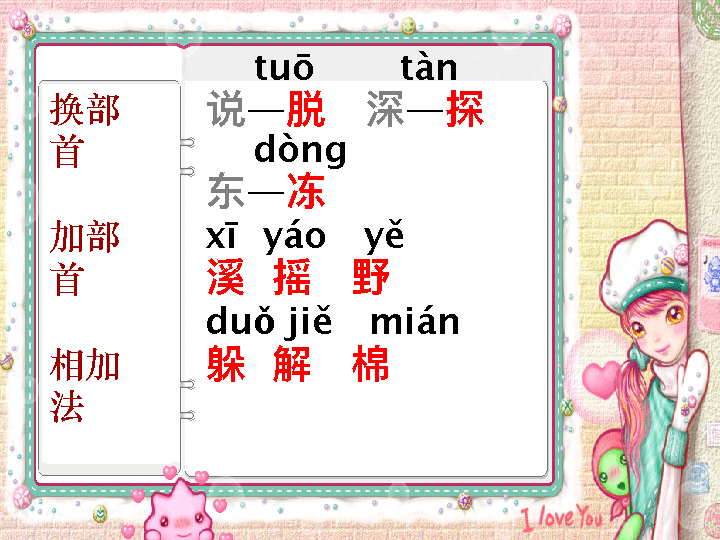 换部
首
加部
首
相加
法
tuō tàn
说—脱 深—探
dòng
东—冻
xī yáo yě
溪 摇 野
duǒ jiě mián
躲 解 棉
I love You